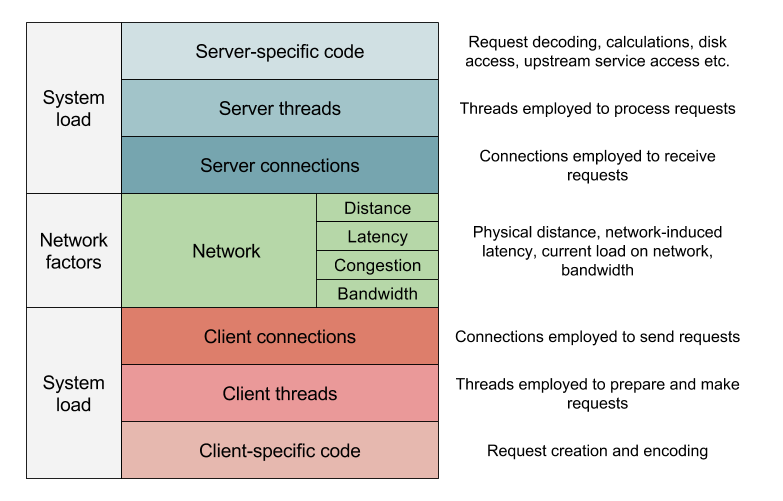 System
load
Server-specific code
Request decoding, calculations, disk
access, upstream service access etc.
Server threads
Threads employed to process requests
Server connections
Connections employed to receive
requests
Network
factors
Network
Distance
Latency
Congestion
Bandwidth
Physical distance, network-induced
latency, current load on network,
bandwidth
System
load
Client connections
Connections employed to send requests
Client threads
Threads employed to prepare and make
requests
Client-specific code
Request creation and encoding